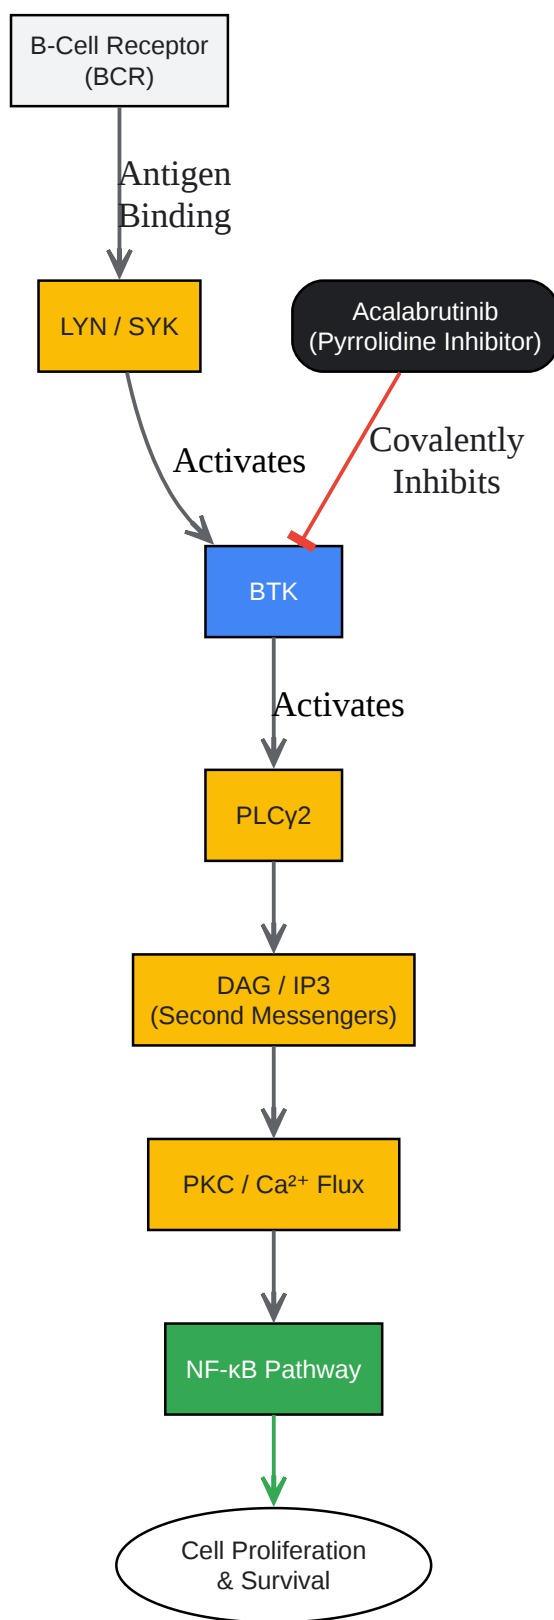 B-Cell Receptor
(BCR)
Antigen
Binding
LYN / SYK
Acalabrutinib
(Pyrrolidine Inhibitor)
Activates
Covalently
Inhibits
BTK
Activates
PLCγ2
DAG / IP3
(Second Messengers)
PKC / Ca²⁺ Flux
NF-κB Pathway
Cell Proliferation
& Survival